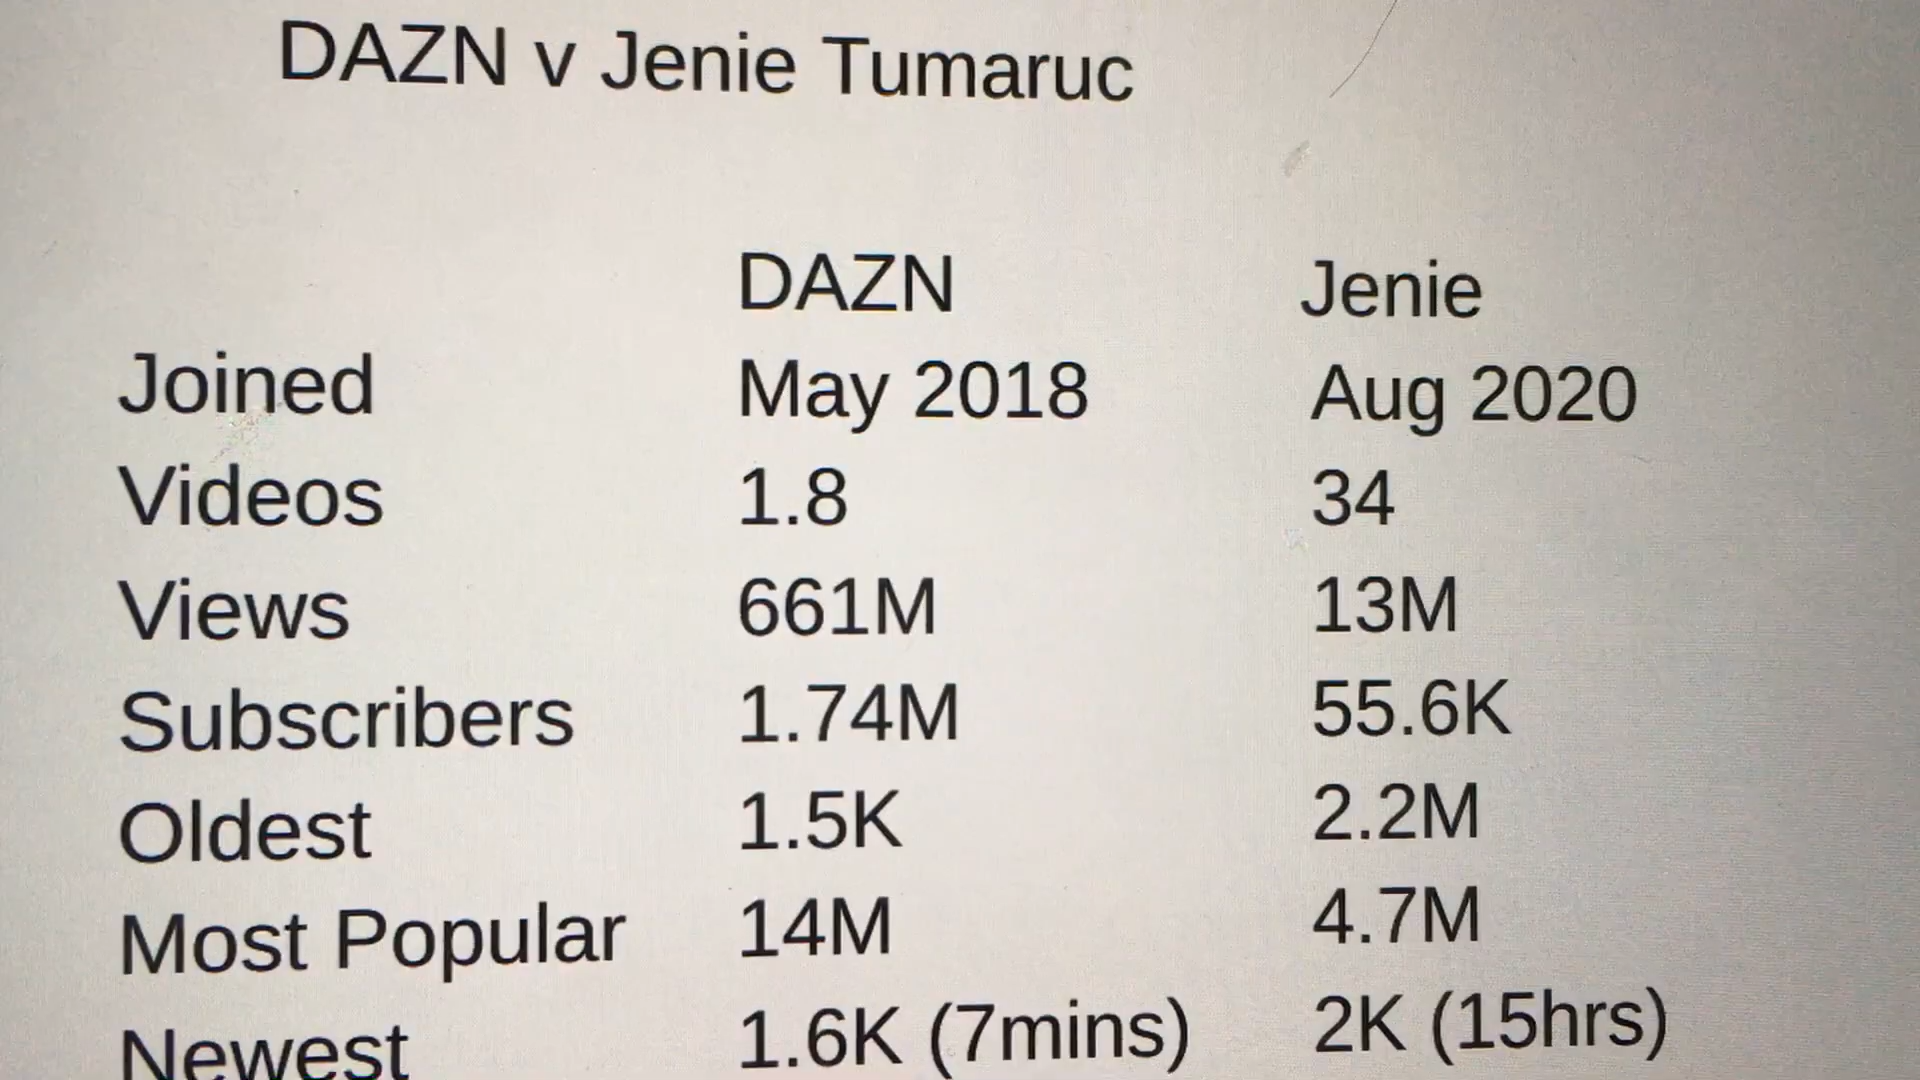 DAZN v Jenie Tumaruc
DAZN Jenie
Joined May 2018 Aug 2020
Videos 1.8 34
Views 661M 13M
Subscribers 1.74M 55.6K
Oldest 1.5K 2.2M
Most Popular 14M 4.7M
Newest 1.6K (7mins) 2K (15hrs)